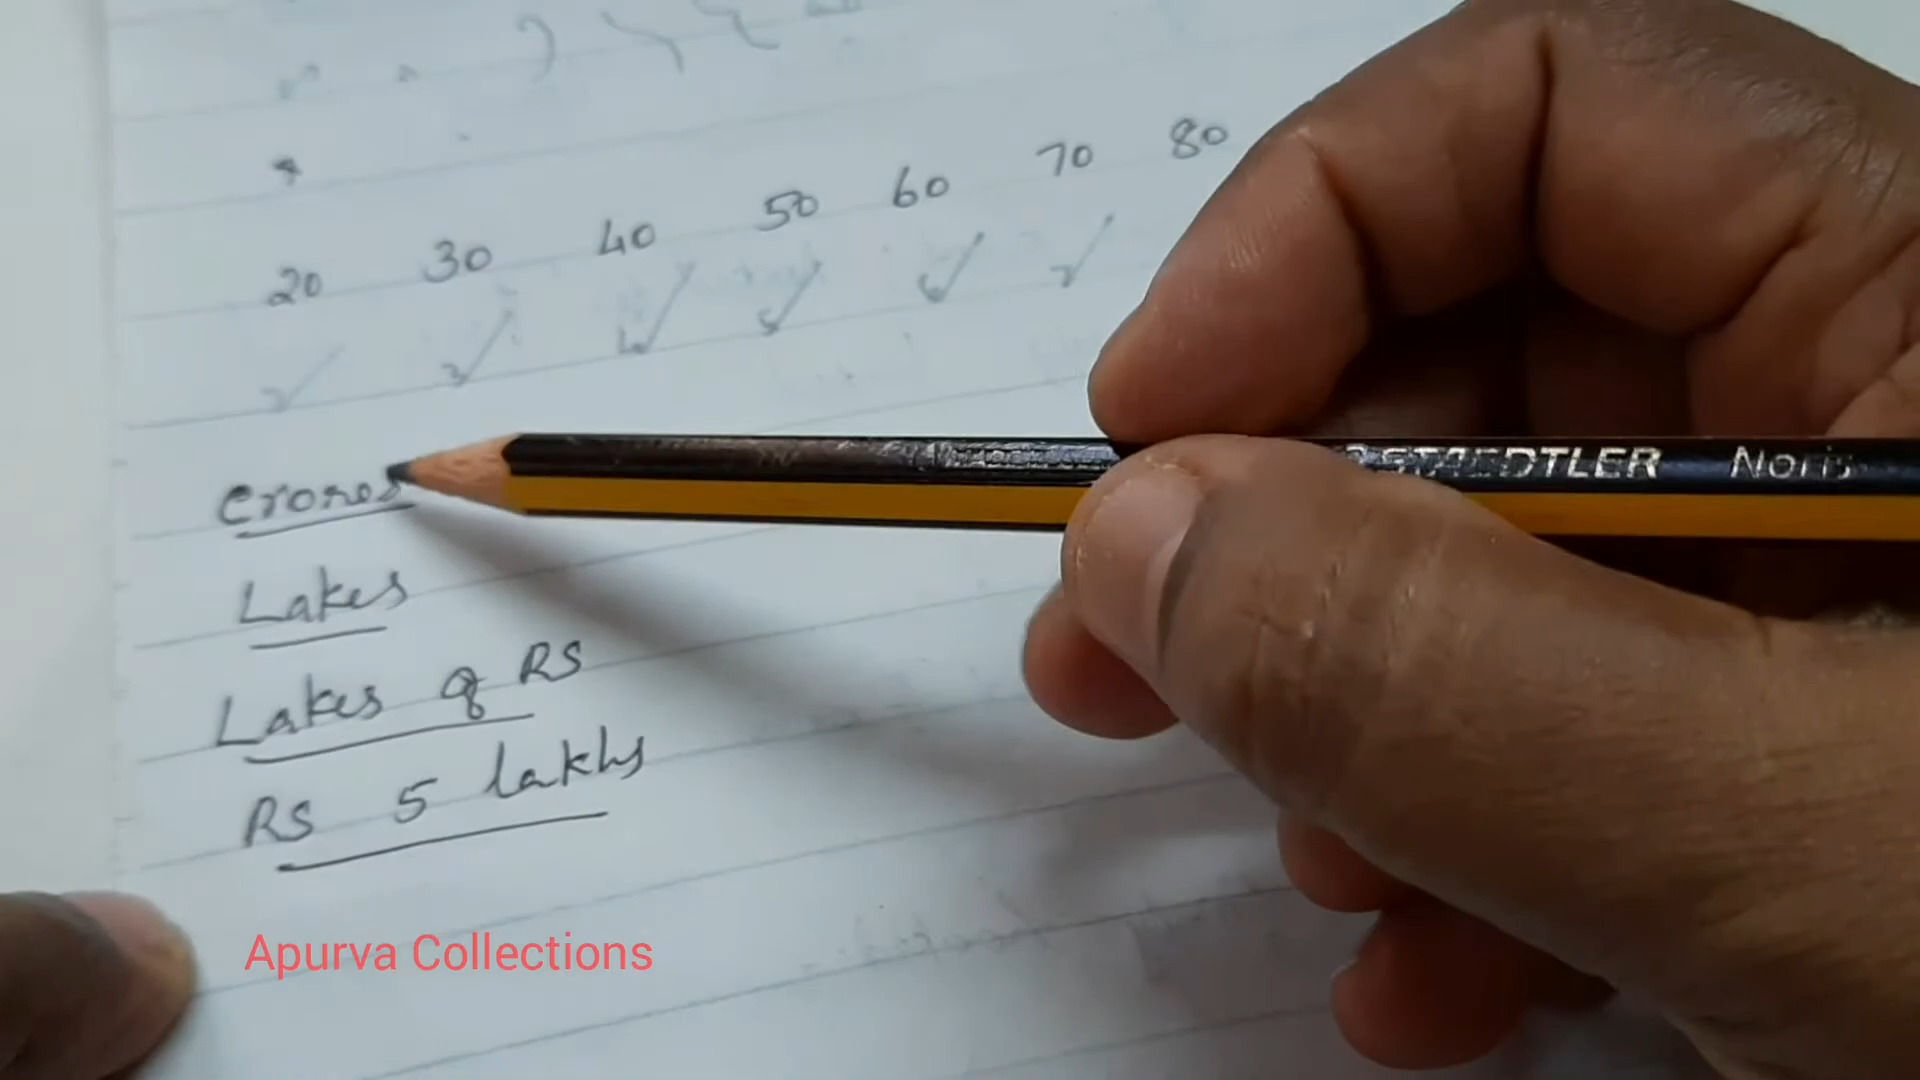 20 30 40 50 60 70 80
Crores
Lakes
Lakes of RS
RS 5 lakhs
STAEDTLER Noris
Apurva Collections